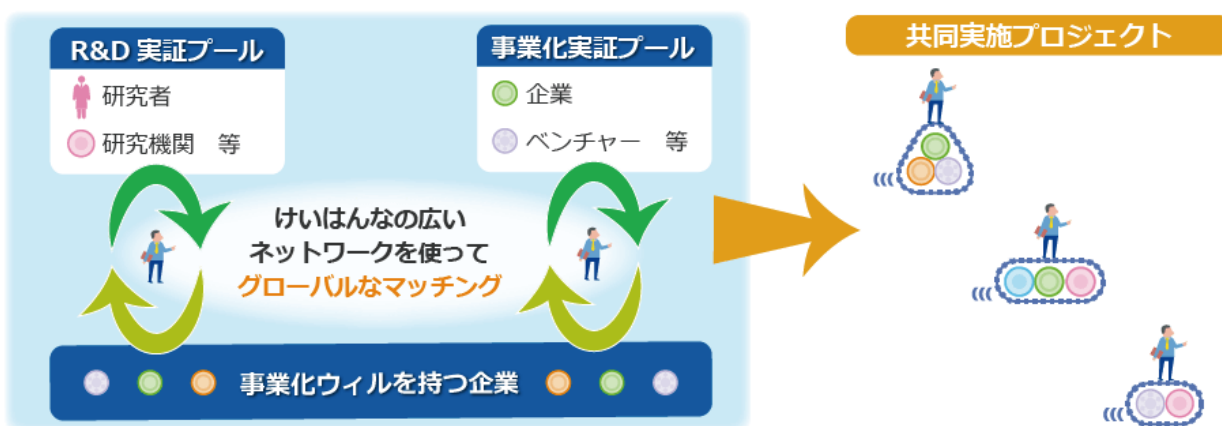 R&D 実証プール
研究者
研究機関　等
事業化実証プール
企業
ベンチャー　等
けいはんなの広い
ネットワークを使って
グローバルなマッチング
事業化ウィルを持つ企業
共同実施プロジェクト